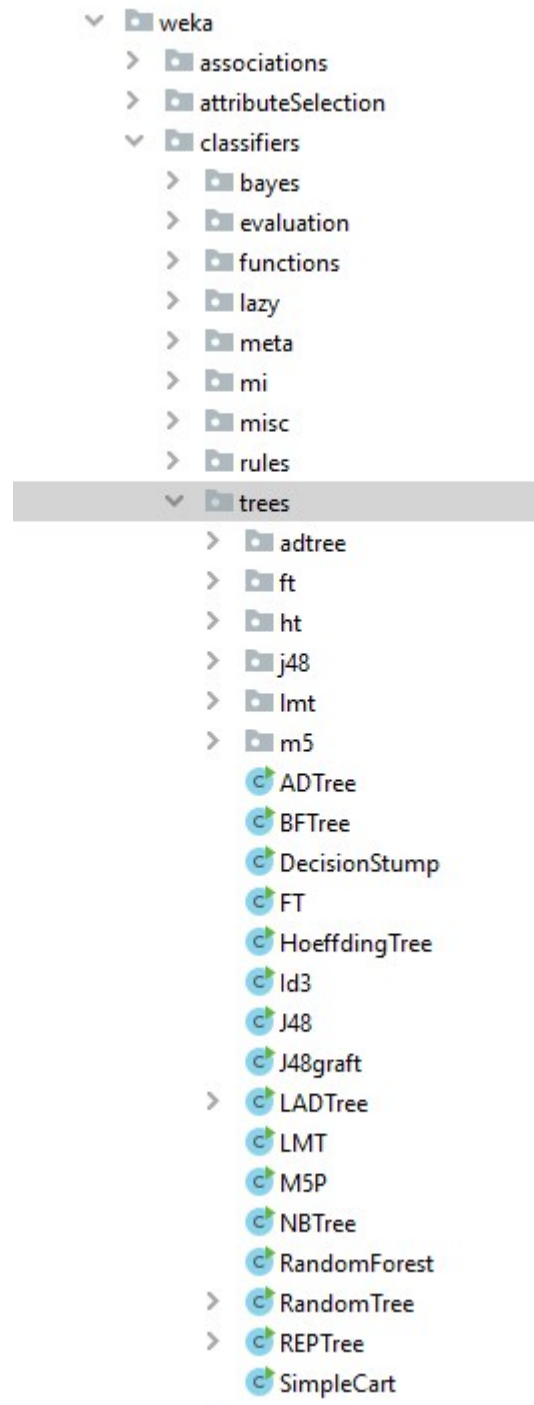 weka
associations
attributeSelection
classifiers
bayes
evaluation
functions
lazy
meta
mi
misc
rules
trees
adtree
ft
ht
j48
lmt
m5
ADTree
BFTree
DecisionStump
FT
HoeffdingTree
Id3
J48
J48graft
LADTree
LMT
M5P
NBTree
RandomForest
RandomTree
REPTree
SimpleCart